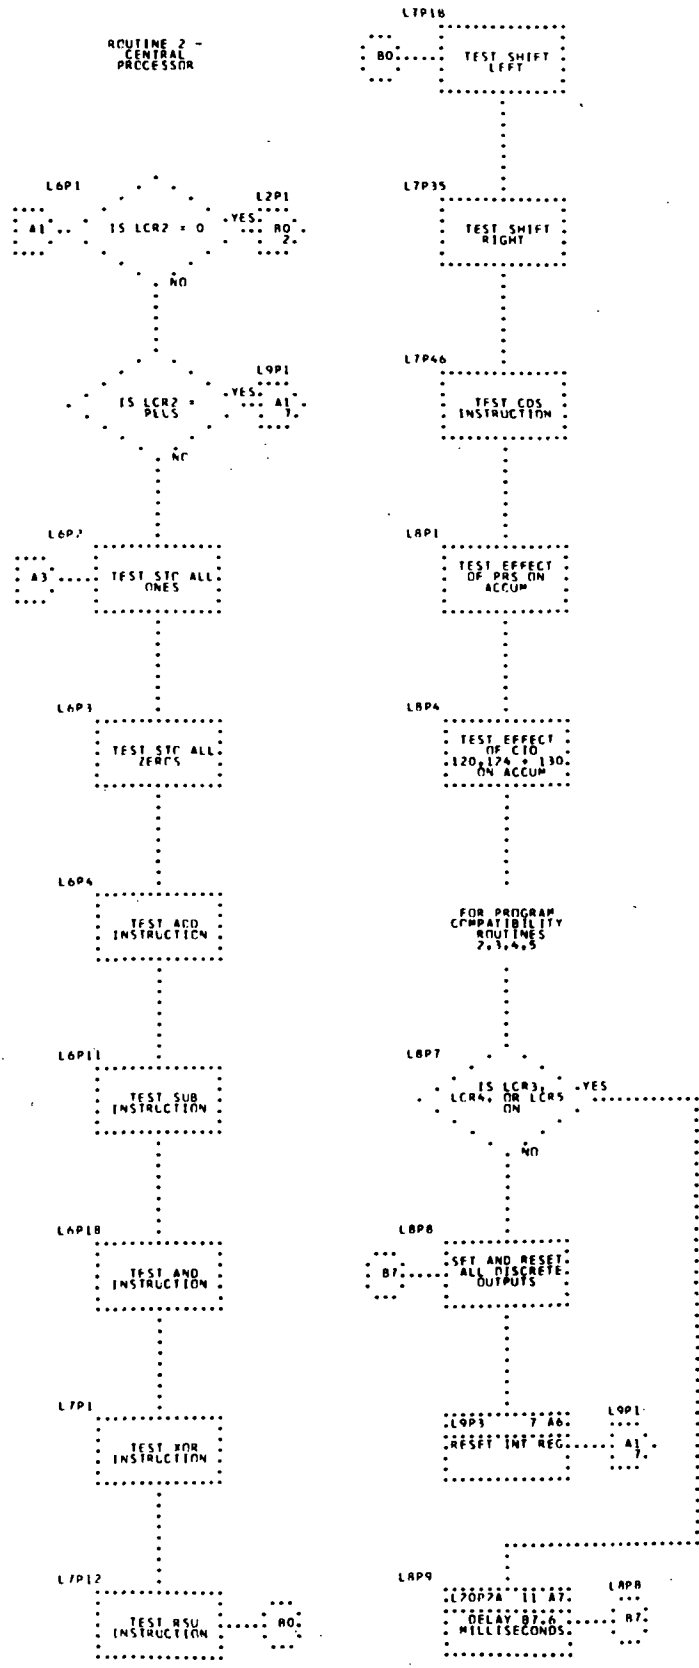 ROUTINE 2 -
CENTRAL
PROCESSOR
L6P1
A1
IS LCR2 = 0
YES
L2P1
B0
2
NO
IS LCR2 =
PLUS
YES
L9P1
A1
7
NO
L6P2
A3
TEST STO ALL
ONES
L6P3
TEST STO ALL
ZEROS
L6P4
TEST ADD
INSTRUCTION
L6P11
TEST SUB
INSTRUCTION
L6P18
TEST AND
INSTRUCTION
L7P1
TEST XOR
INSTRUCTION
L7P12
TEST RSU
INSTRUCTION
B0
L7P18
B0
TEST SHIFT
LEFT
L7P35
TEST SHIFT
RIGHT
L7P46
TEST CDS
INSTRUCTION
L8P1
TEST EFFECT
OF PRS ON
ACCUM
L8P4
TEST EFFECT
OF CIO
120,174 + 130
ON ACCUM
FOR PROGRAM
COMPATIBILITY
ROUTINES
2,3,4,5
L8P7
IS LCR3,
LCR4, OR LCR5
ON
YES
NO
L8P8
B7
SET AND RESET
ALL DISCRETE
OUTPUTS
L9P3 7 A6
RESET INT REG
L9P1
A1
7
L8P9
L20P2A 11 A7
DELAY 87.6
MILLISECONDS
L8P8
B7